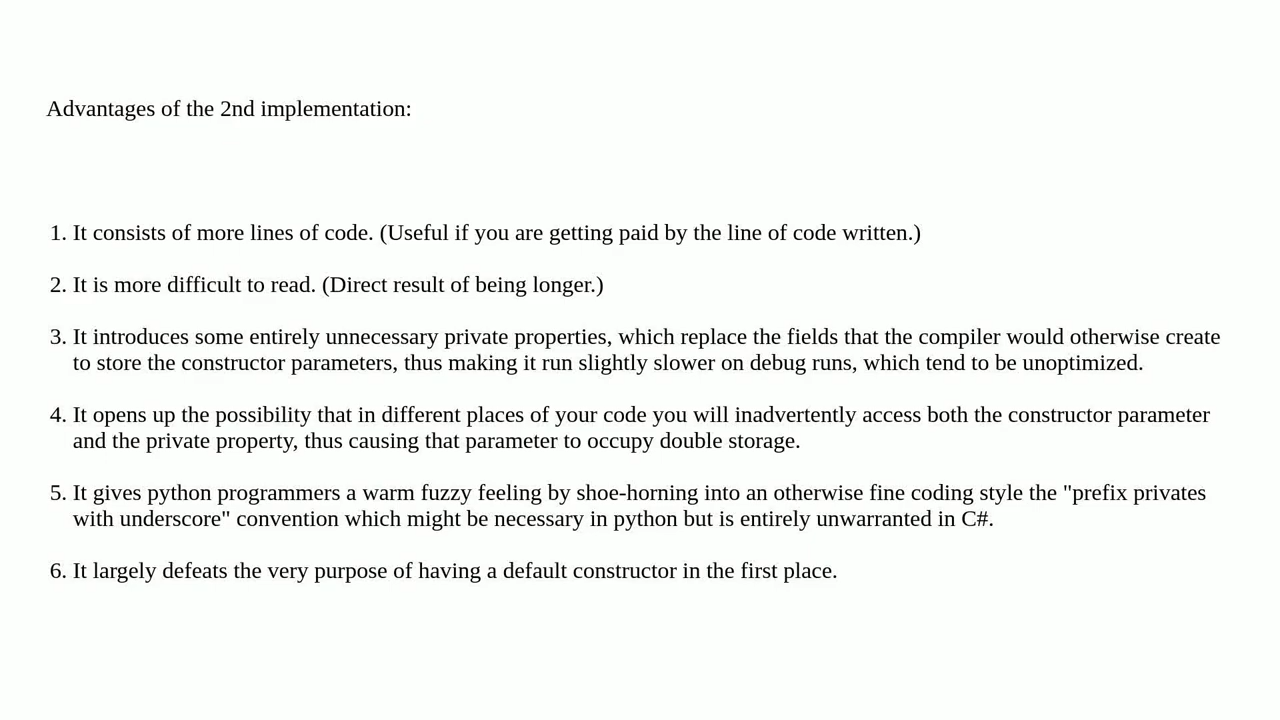 Advantages of the 2nd implementation:
1. It consists of more lines of code. (Useful if you are getting paid by the line of code written.)
2. It is more difficult to read. (Direct result of being longer.)
3. It introduces some entirely unnecessary private properties, which replace the fields that the compiler would otherwise create
to store the constructor parameters, thus making it run slightly slower on debug runs, which tend to be unoptimized.
4. It opens up the possibility that in different places of your code you will inadvertently access both the constructor parameter
and the private property, thus causing that parameter to occupy double storage.
5. It gives python programmers a warm fuzzy feeling by shoe-horning into an otherwise fine coding style the "prefix privates
with underscore" convention which might be necessary in python but is entirely unwarranted in C#.
6. It largely defeats the very purpose of having a default constructor in the first place.